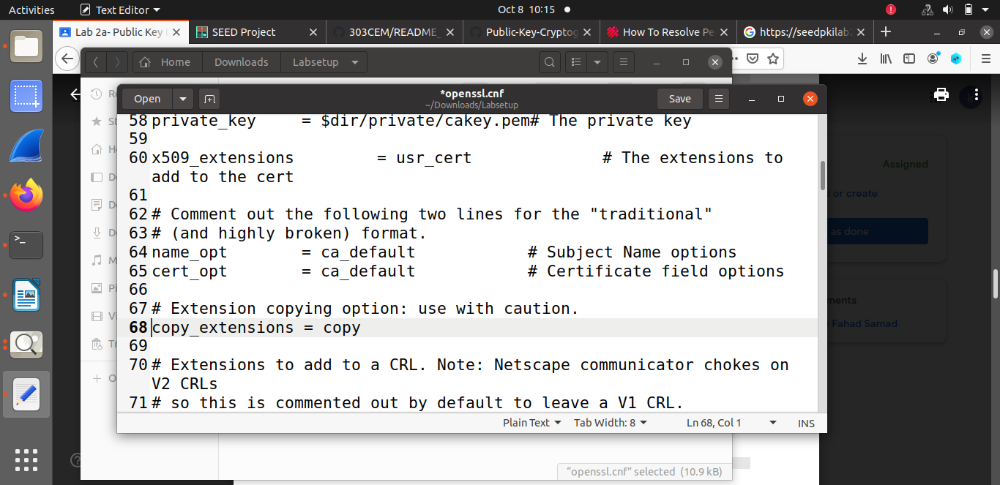 Activities
Text Editor
Oct 8 10:15
Lab 2a- Public Key
SEED Project
303CEM/README_
Public-Key-Cryptog
How To Resolve Pe
https://seedpkilab2
Home
Downloads
Labsetup
Open
*openssl.cnf
~/Downloads/Labsetup
Save
58 private_key = $dir/private/cakey.pem# The private key
59
60 x509_extensions = usr_cert # The extensions to
add to the cert
61
62 # Comment out the following two lines for the "traditional"
63 # (and highly broken) format.
64 name_opt = ca_default # Subject Name options
65 cert_opt = ca_default # Certificate field options
66
67 # Extension copying option: use with caution.
68 copy_extensions = copy
69
70 # Extensions to add to a CRL. Note: Netscape communicator chokes on
V2 CRLs
71 # so this is commented out by default to leave a V1 CRL.
Plain Text
Tab Width: 8
Ln 68, Col 1
INS
Assigned
or create
as done
ments
Fahad Samad
"openssl.cnf" selected (10.9 kB)